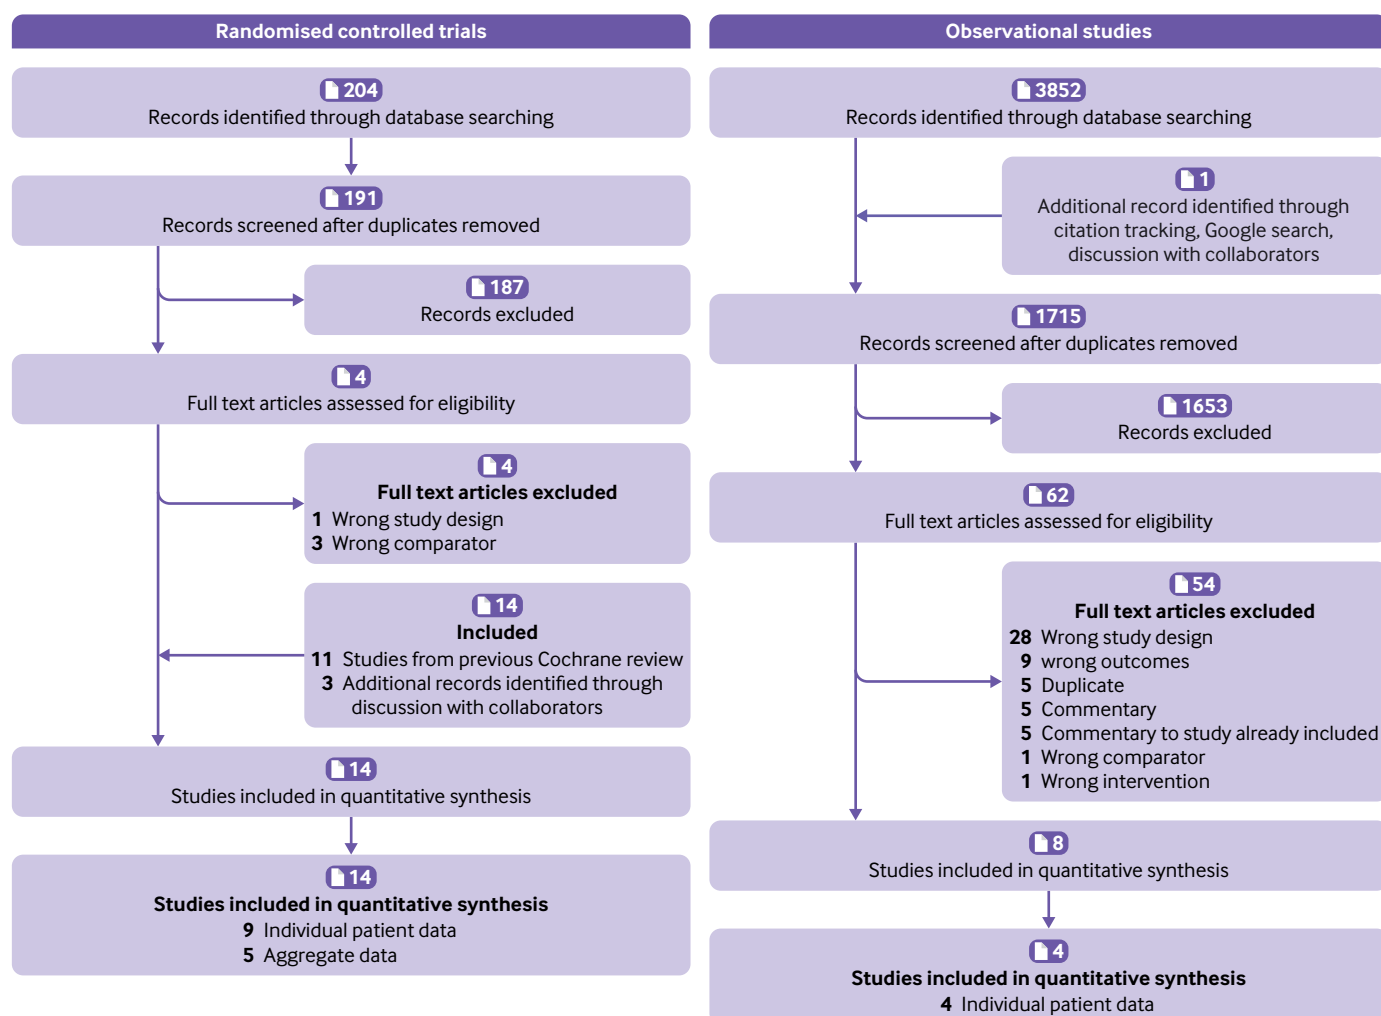 Randomised controlled trials
204
Records identified through database searching
191
Records screened after duplicates removed
187
Records excluded
4
Full text articles assessed for eligibility
4
Full text articles excluded
1 Wrong study design
3 Wrong comparator
14
Included
11 Studies from previous Cochrane review
3 Additional records identified through
discussion with collaborators
14
Studies included in quantitative synthesis
14
Studies included in quantitative synthesis
9 Individual patient data
5 Aggregate data
Observational studies
3852
Records identified through database searching
1
Additional record identified through
citation tracking, Google search,
discussion with collaborators
1715
Records screened after duplicates removed
1653
Records excluded
62
Full text articles assessed for eligibility
54
Full text articles excluded
28 Wrong study design
9 wrong outcomes
5 Duplicate
5 Commentary
5 Commentary to study already included
1 Wrong comparator
1 Wrong intervention
8
Studies included in quantitative synthesis
4
Studies included in quantitative synthesis
4 Individual patient data